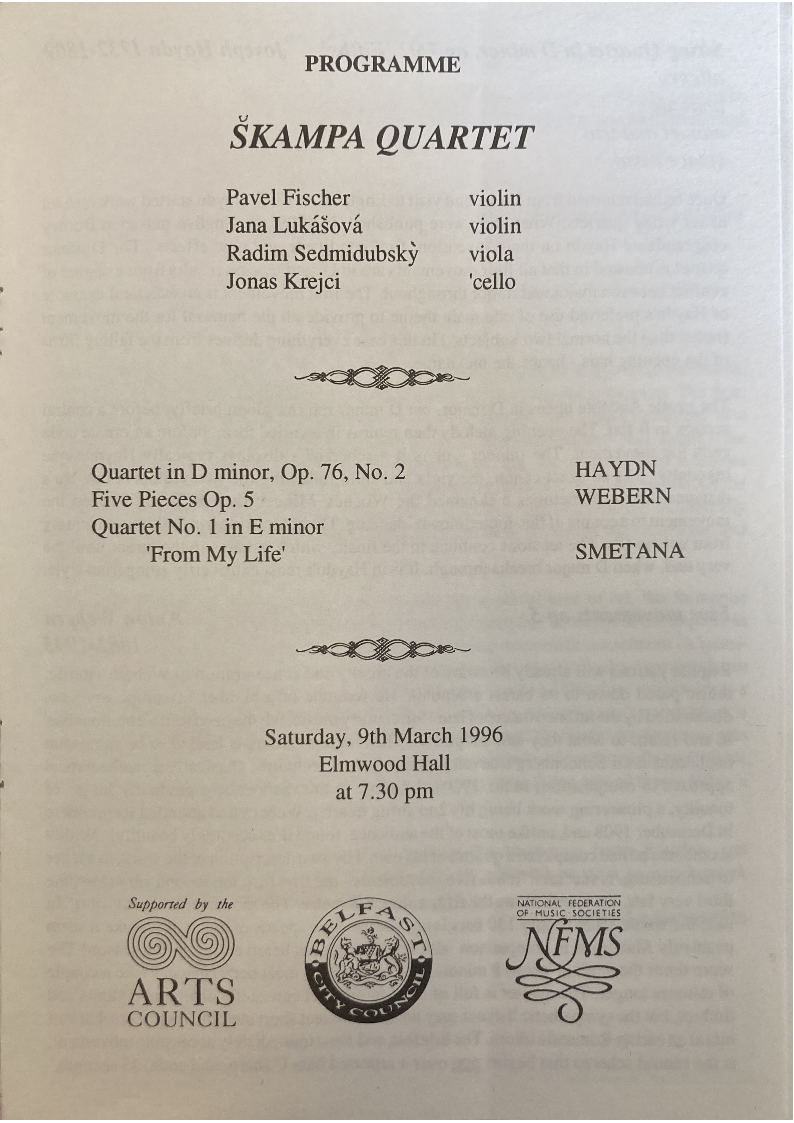 PROGRAMME
ŠKAMPA QUARTET
Pavel Fischer violin
Jana Lukášová violin
Radim Sedmidubskỳ viola
Jonas Krejci 'cello
Quartet in D minor, Op. 76, No. 2 HAYDN
Five Pieces Op. 5 WEBERN
Quartet No. 1 in E minor
'From My Life' SMETANA
Saturday, 9th March 1996
Elmwood Hall
at 7.30 pm
Supported by the
ARTS
COUNCIL
BELFAST
CITY COUNCIL
NATIONAL FEDERATION
OF MUSIC SOCIETIES
NFMS